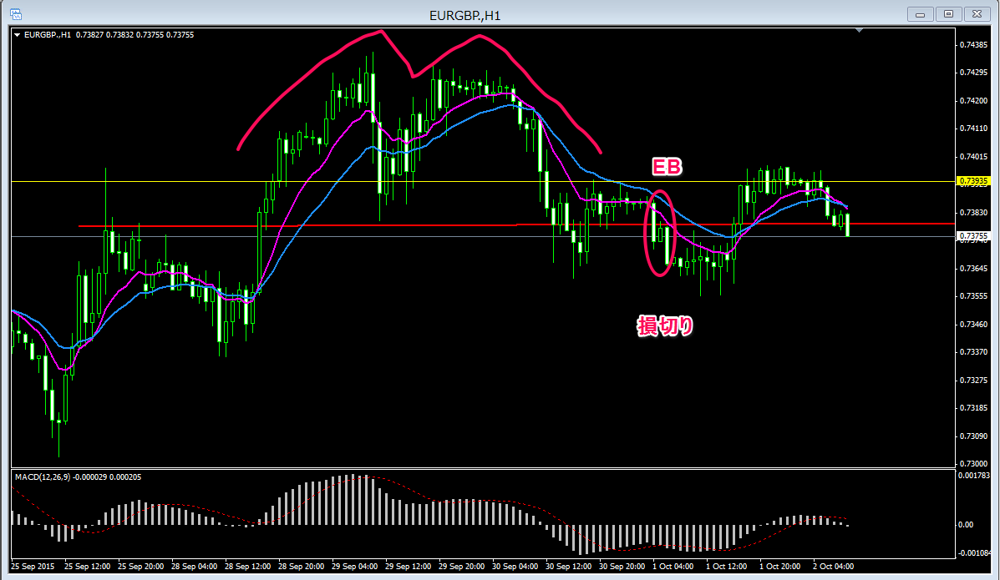 EURGBP.,H1
EURGBP.,H1 0.73827 0.73832 0.73755 0.73755
0.74385
0.74295
0.74200
0.74110
0.74015
0.73935
0.73830
0.73755
0.73645
0.73555
0.73460
0.73370
0.73275
0.73185
0.73090
0.73000
EB
損切り
MACD(12,26,9) -0.000029 0.000205
0.001783
0.00
-0.001084
25 Sep 2015
25 Sep 12:00
25 Sep 20:00
28 Sep 04:00
28 Sep 12:00
28 Sep 20:00
29 Sep 04:00
29 Sep 12:00
29 Sep 20:00
30 Sep 04:00
30 Sep 12:00
30 Sep 20:00
1 Oct 04:00
1 Oct 12:00
1 Oct 20:00
2 Oct 04:00